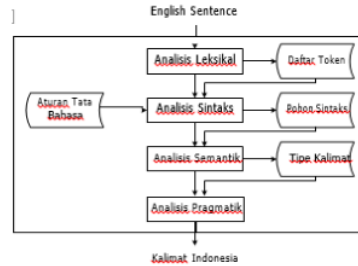 English Sentence
Analisis Leksikal
Daftar Token
Aturan Tata
Bahasa
Analisis Sintaks
Pohon Sintaks
Analisis Semantik
Tipe Kalimat
Analisis Pragmatik
Kalimat Indonesia